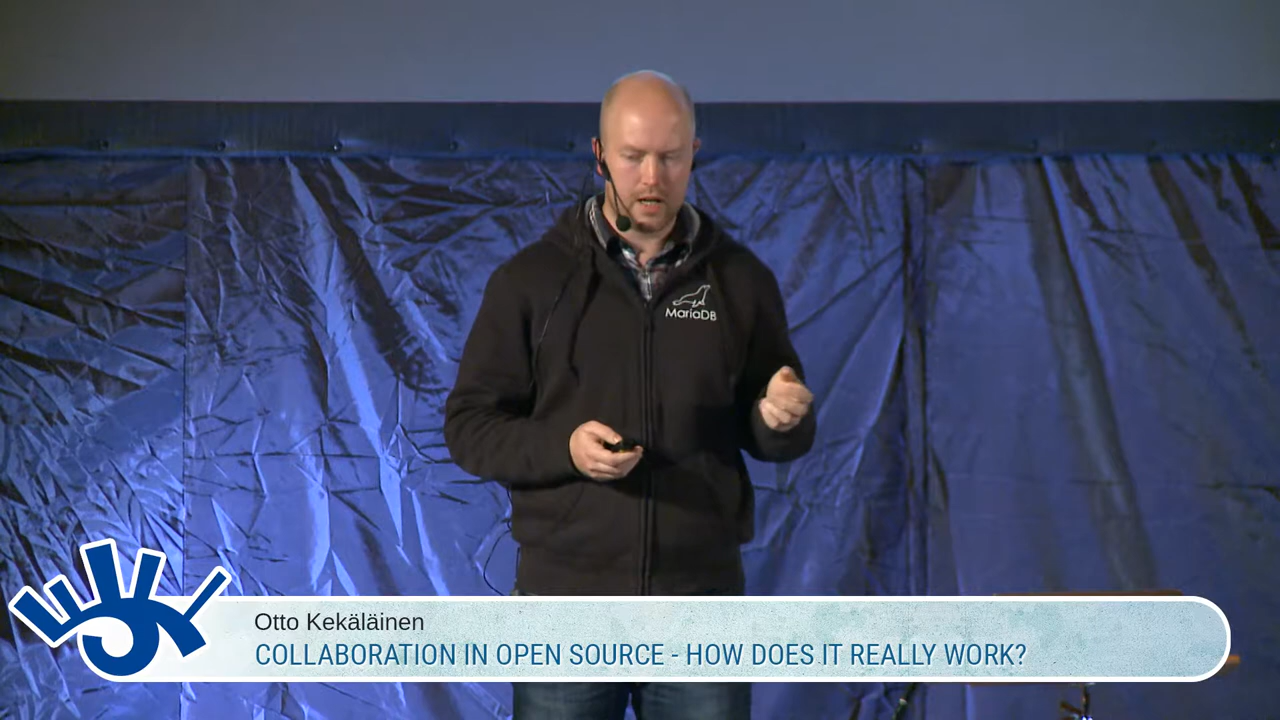 MariaDB
Otto Kekäläinen
COLLABORATION IN OPEN SOURCE - HOW DOES IT REALLY WORK?